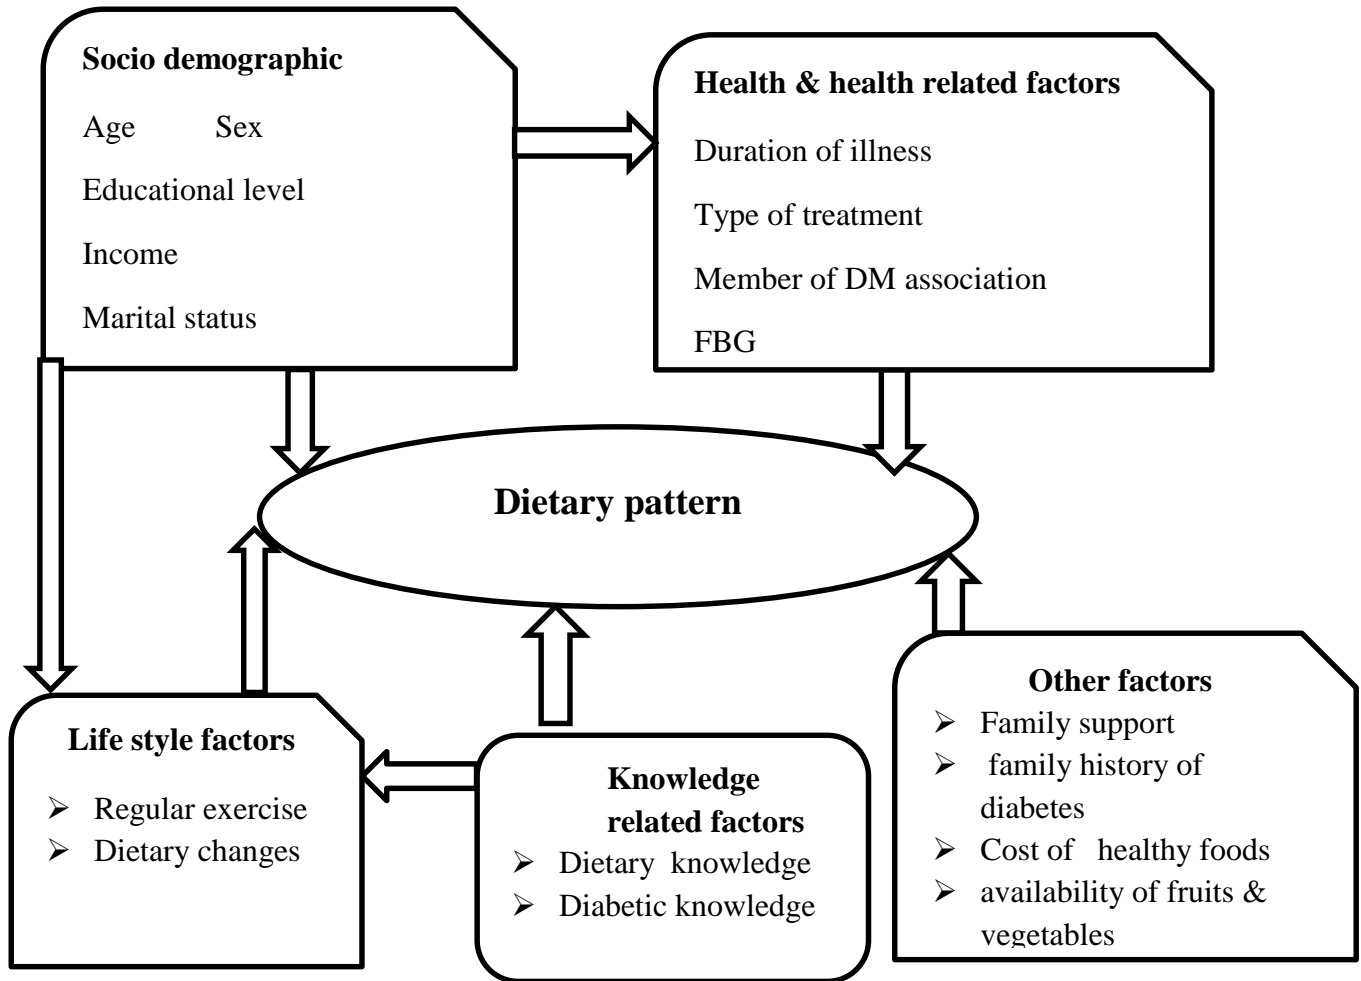 Socio demographic
Age Sex
Educational level
Income
Marital status
Health & health related factors
Duration of illness
Type of treatment
Member of DM association
FBG
Dietary pattern
Life style factors
➢ Regular exercise
➢ Dietary changes
Knowledge
related factors
➢ Dietary knowledge
➢ Diabetic knowledge
Other factors
➢ Family support
➢ family history of
diabetes
➢ Cost of healthy foods
➢ availability of fruits &
vegetables